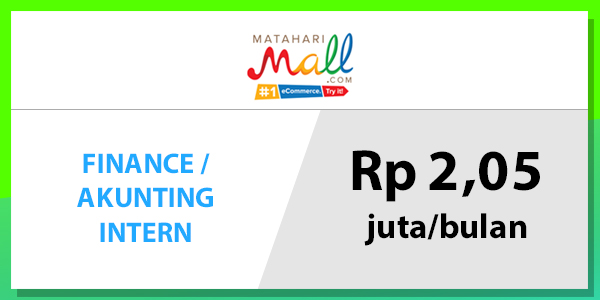 MATAHARI
Mall
.COM
#1 eCommerce. Try it!
FINANCE /
AKUNTING
INTERN
Rp 2,05
juta/bulan